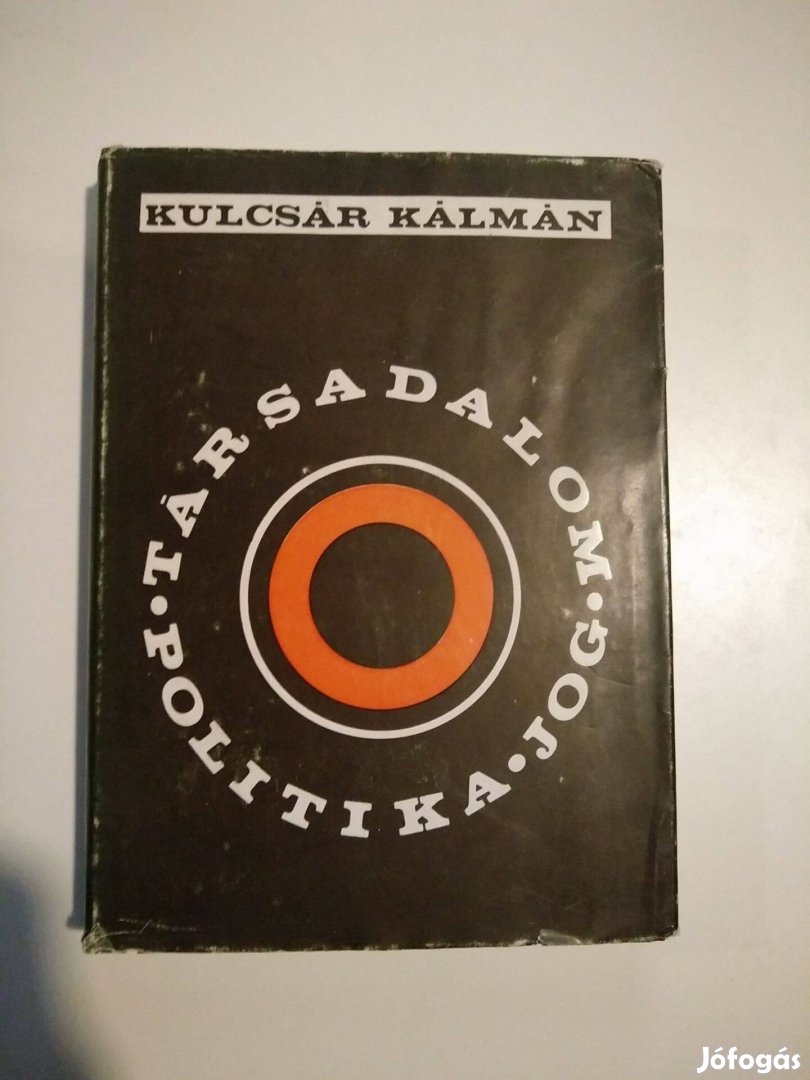 KULCSÁR KÁLMÁN
TÁRSADALOM•
POLITIKA•JOG•
Jófogás